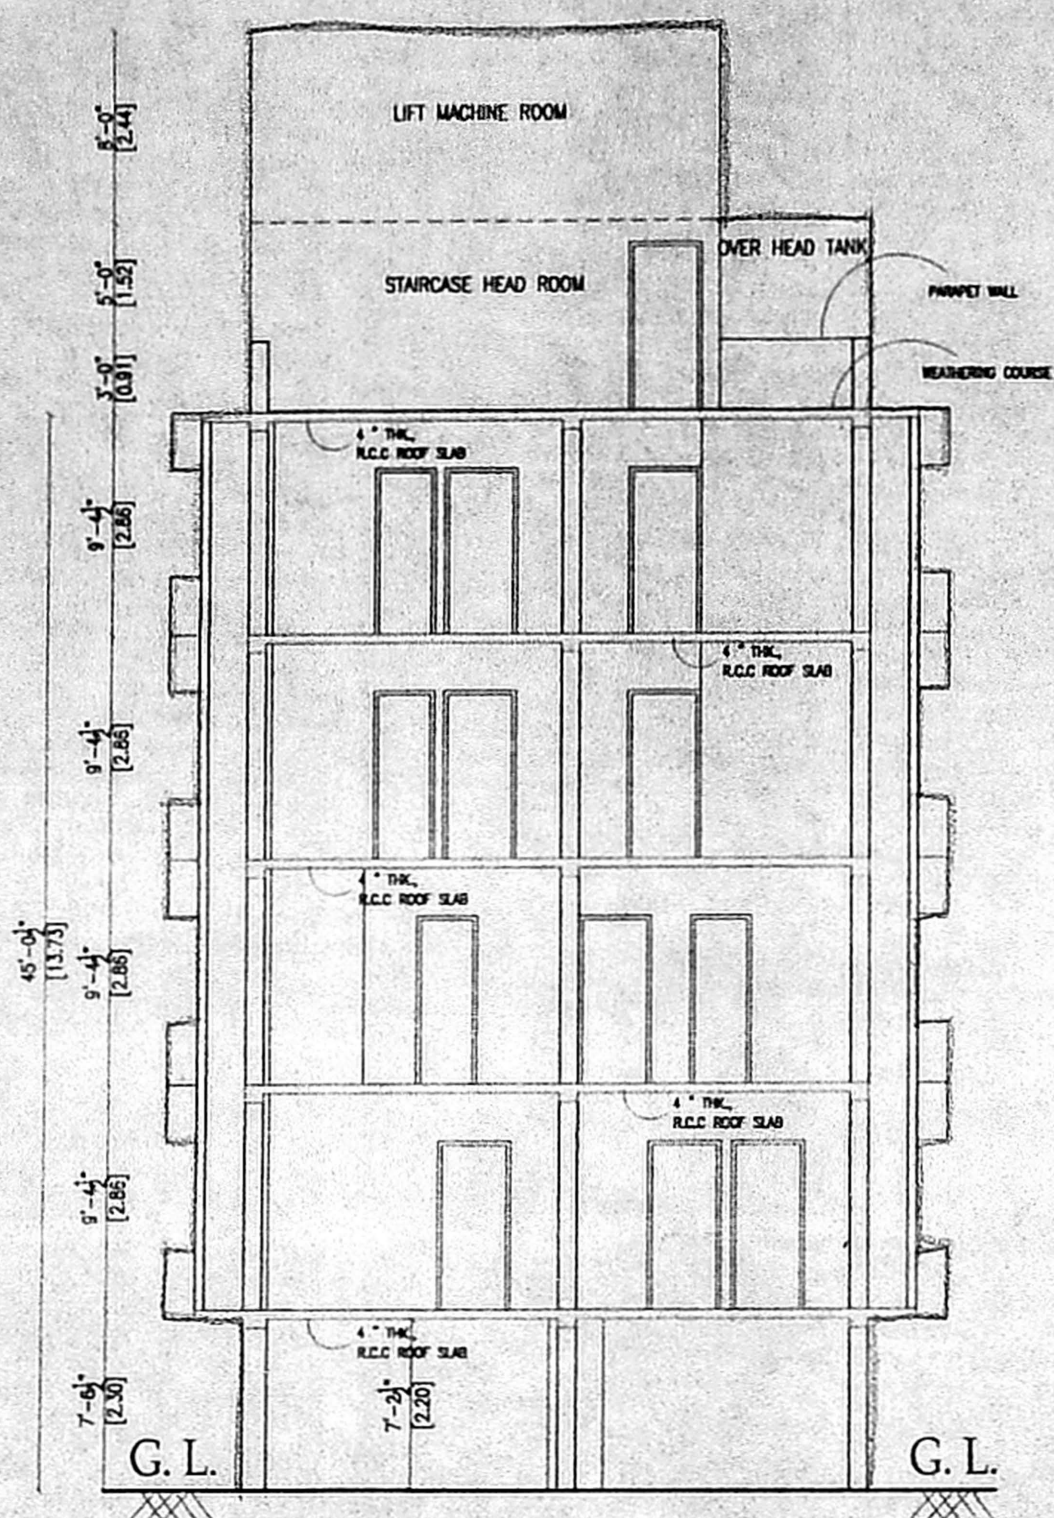 LIFT MACHINE ROOM
8'-0"
[2.44]
OVER HEAD TANK
STAIRCASE HEAD ROOM
5'-0"
[1.52]
PARAPET WALL
WEATHERING COURSE
3'-0"
[0.91]
4 " THK.,
R.C.C ROOF SLAB
9'-4½"
[2.86]
4 " THK.,
R.C.C ROOF SLAB
9'-4½"
[2.86]
4 " THK.,
R.C.C ROOF SLAB
45'-0½"
[13.73]
9'-4½"
[2.86]
4 " THK.,
R.C.C ROOF SLAB
9'-4½"
[2.86]
4 " THK.,
R.C.C ROOF SLAB
7'-6½"
[2.30]
7'-2½"
[2.20]
G. L.
G. L.